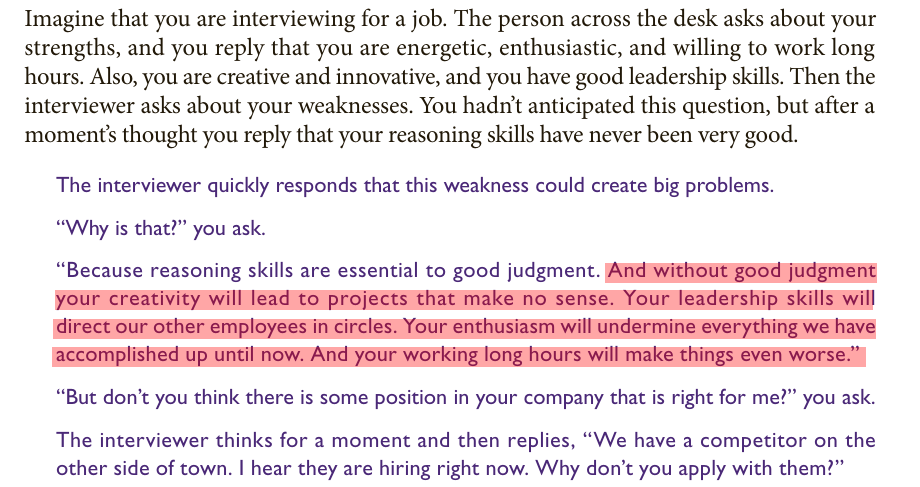 Imagine that you are interviewing for a job. The person across the desk asks about your
strengths, and you reply that you are energetic, enthusiastic, and willing to work long
hours. Also, you are creative and innovative, and you have good leadership skills. Then the
interviewer asks about your weaknesses. You hadn’t anticipated this question, but after a
moment’s thought you reply that your reasoning skills have never been very good.
The interviewer quickly responds that this weakness could create big problems.
“Why is that?” you ask.
“Because reasoning skills are essential to good judgment. And without good judgment
your creativity will lead to projects that make no sense. Your leadership skills will
direct our other employees in circles. Your enthusiasm will undermine everything we have
accomplished up until now. And your working long hours will make things even worse.”
“But don’t you think there is some position in your company that is right for me?” you ask.
The interviewer thinks for a moment and then replies, “We have a competitor on the
other side of town. I hear they are hiring right now. Why don’t you apply with them?”